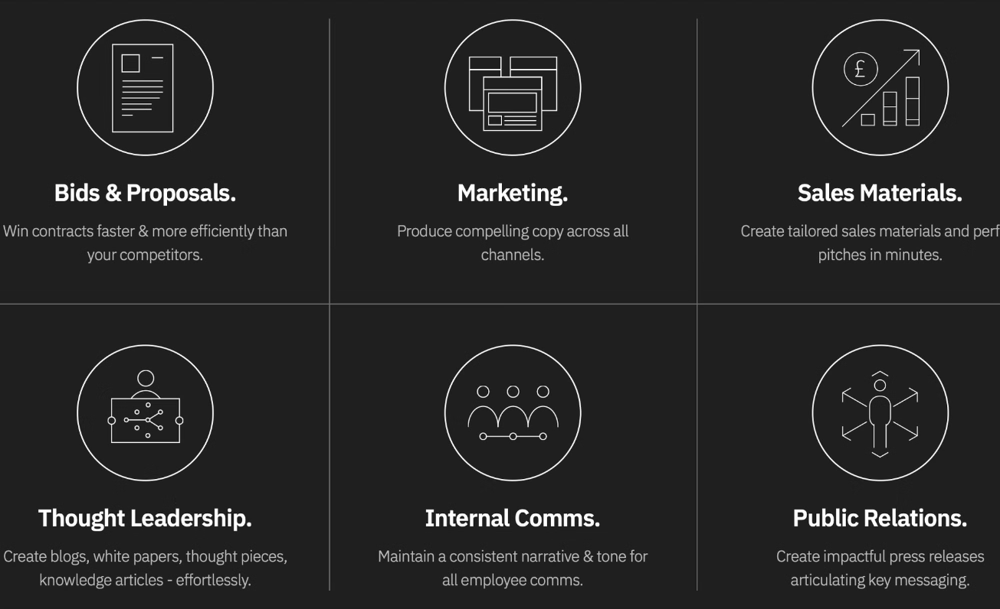 £
Bids & Proposals.
Win contracts faster & more efficiently than
your competitors.
Marketing.
Produce compelling copy across all
channels.
Sales Materials.
Create tailored sales materials and
pitches in minutes.
Thought Leadership.
Create blogs, white papers, thought pieces,
knowledge articles - effortlessly.
Internal Comms.
Maintain a consistent narrative & tone for
all employee comms.
Public Relations.
Create impactful press releases
articulating key messaging.